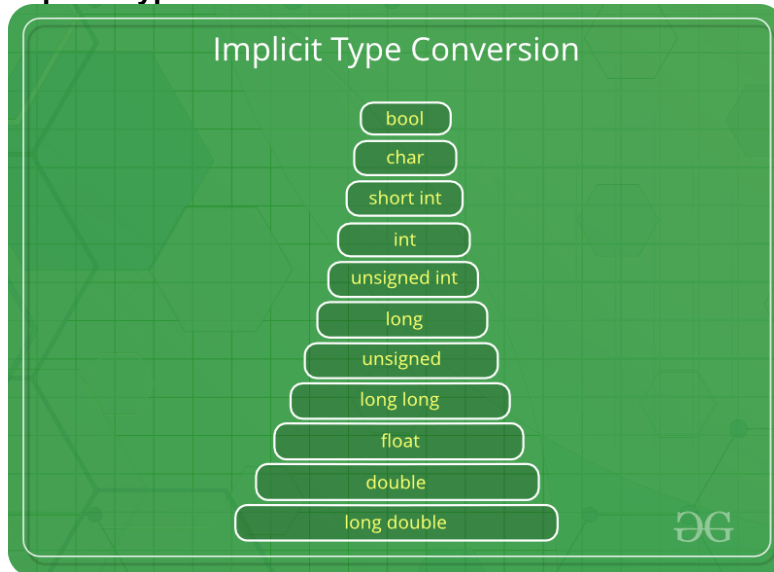 Implicit Type Conversion
bool
char
short int
int
unsigned int
long
unsigned
long long
float
double
long double